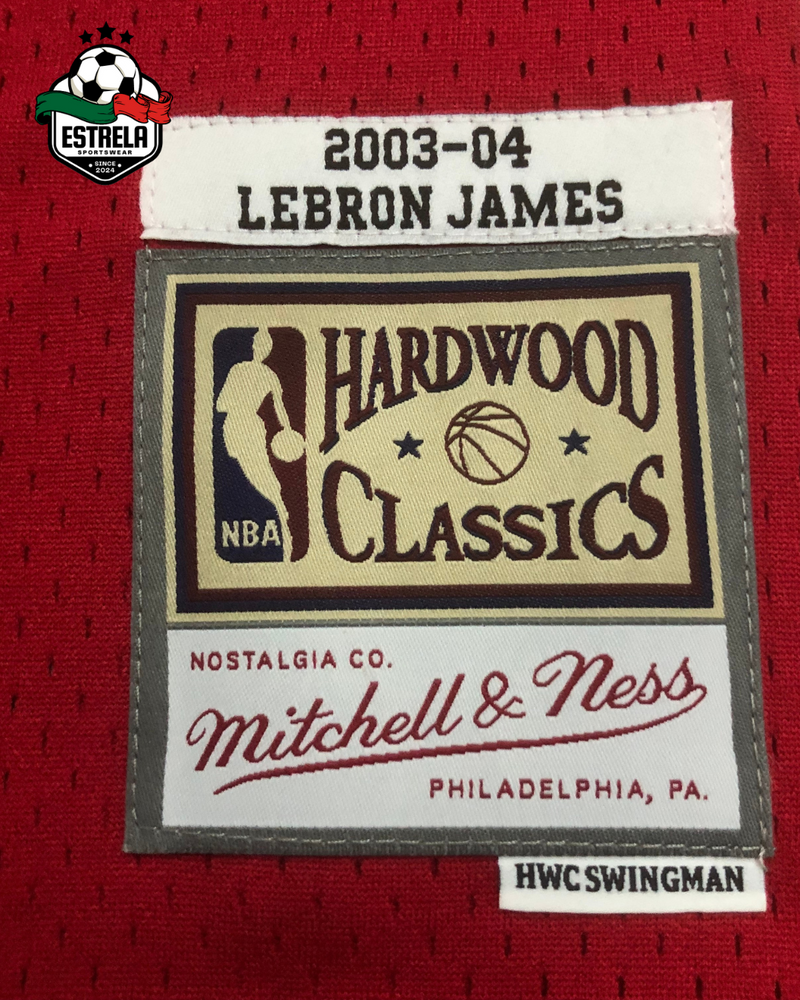 ESTRELA
SPORTSWEAR
SINCE
2024
2003-04
LEBRON JAMES
HARDWOOD
CLASSICS
NBA
NOSTALGIA CO.
Mitchell & Ness
PHILADELPHIA, PA.
HWC SWINGMAN